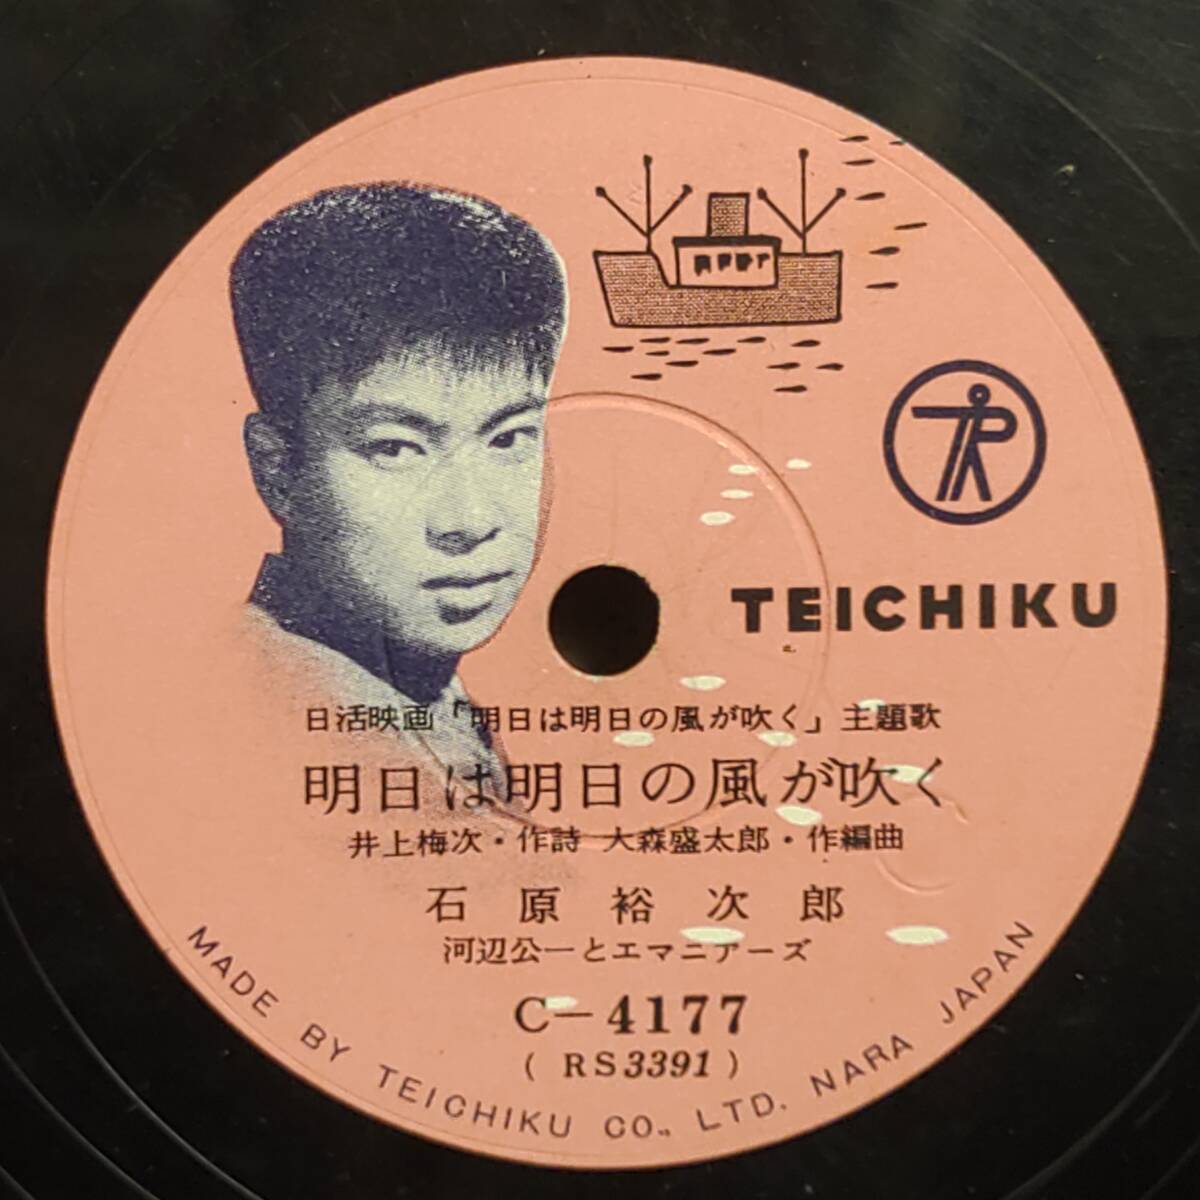 TEICHIKU
日活映画「明日は明日の風が吹く」主題歌
明日は明日の風が吹く
井上梅次・作詩 大森盛太郎・作編曲
石原裕次郎
河辺公一とエマニアーズ
C-4177
(RS3391)
MADE BY TEICHIKU CO., LTD. NARA JAPAN